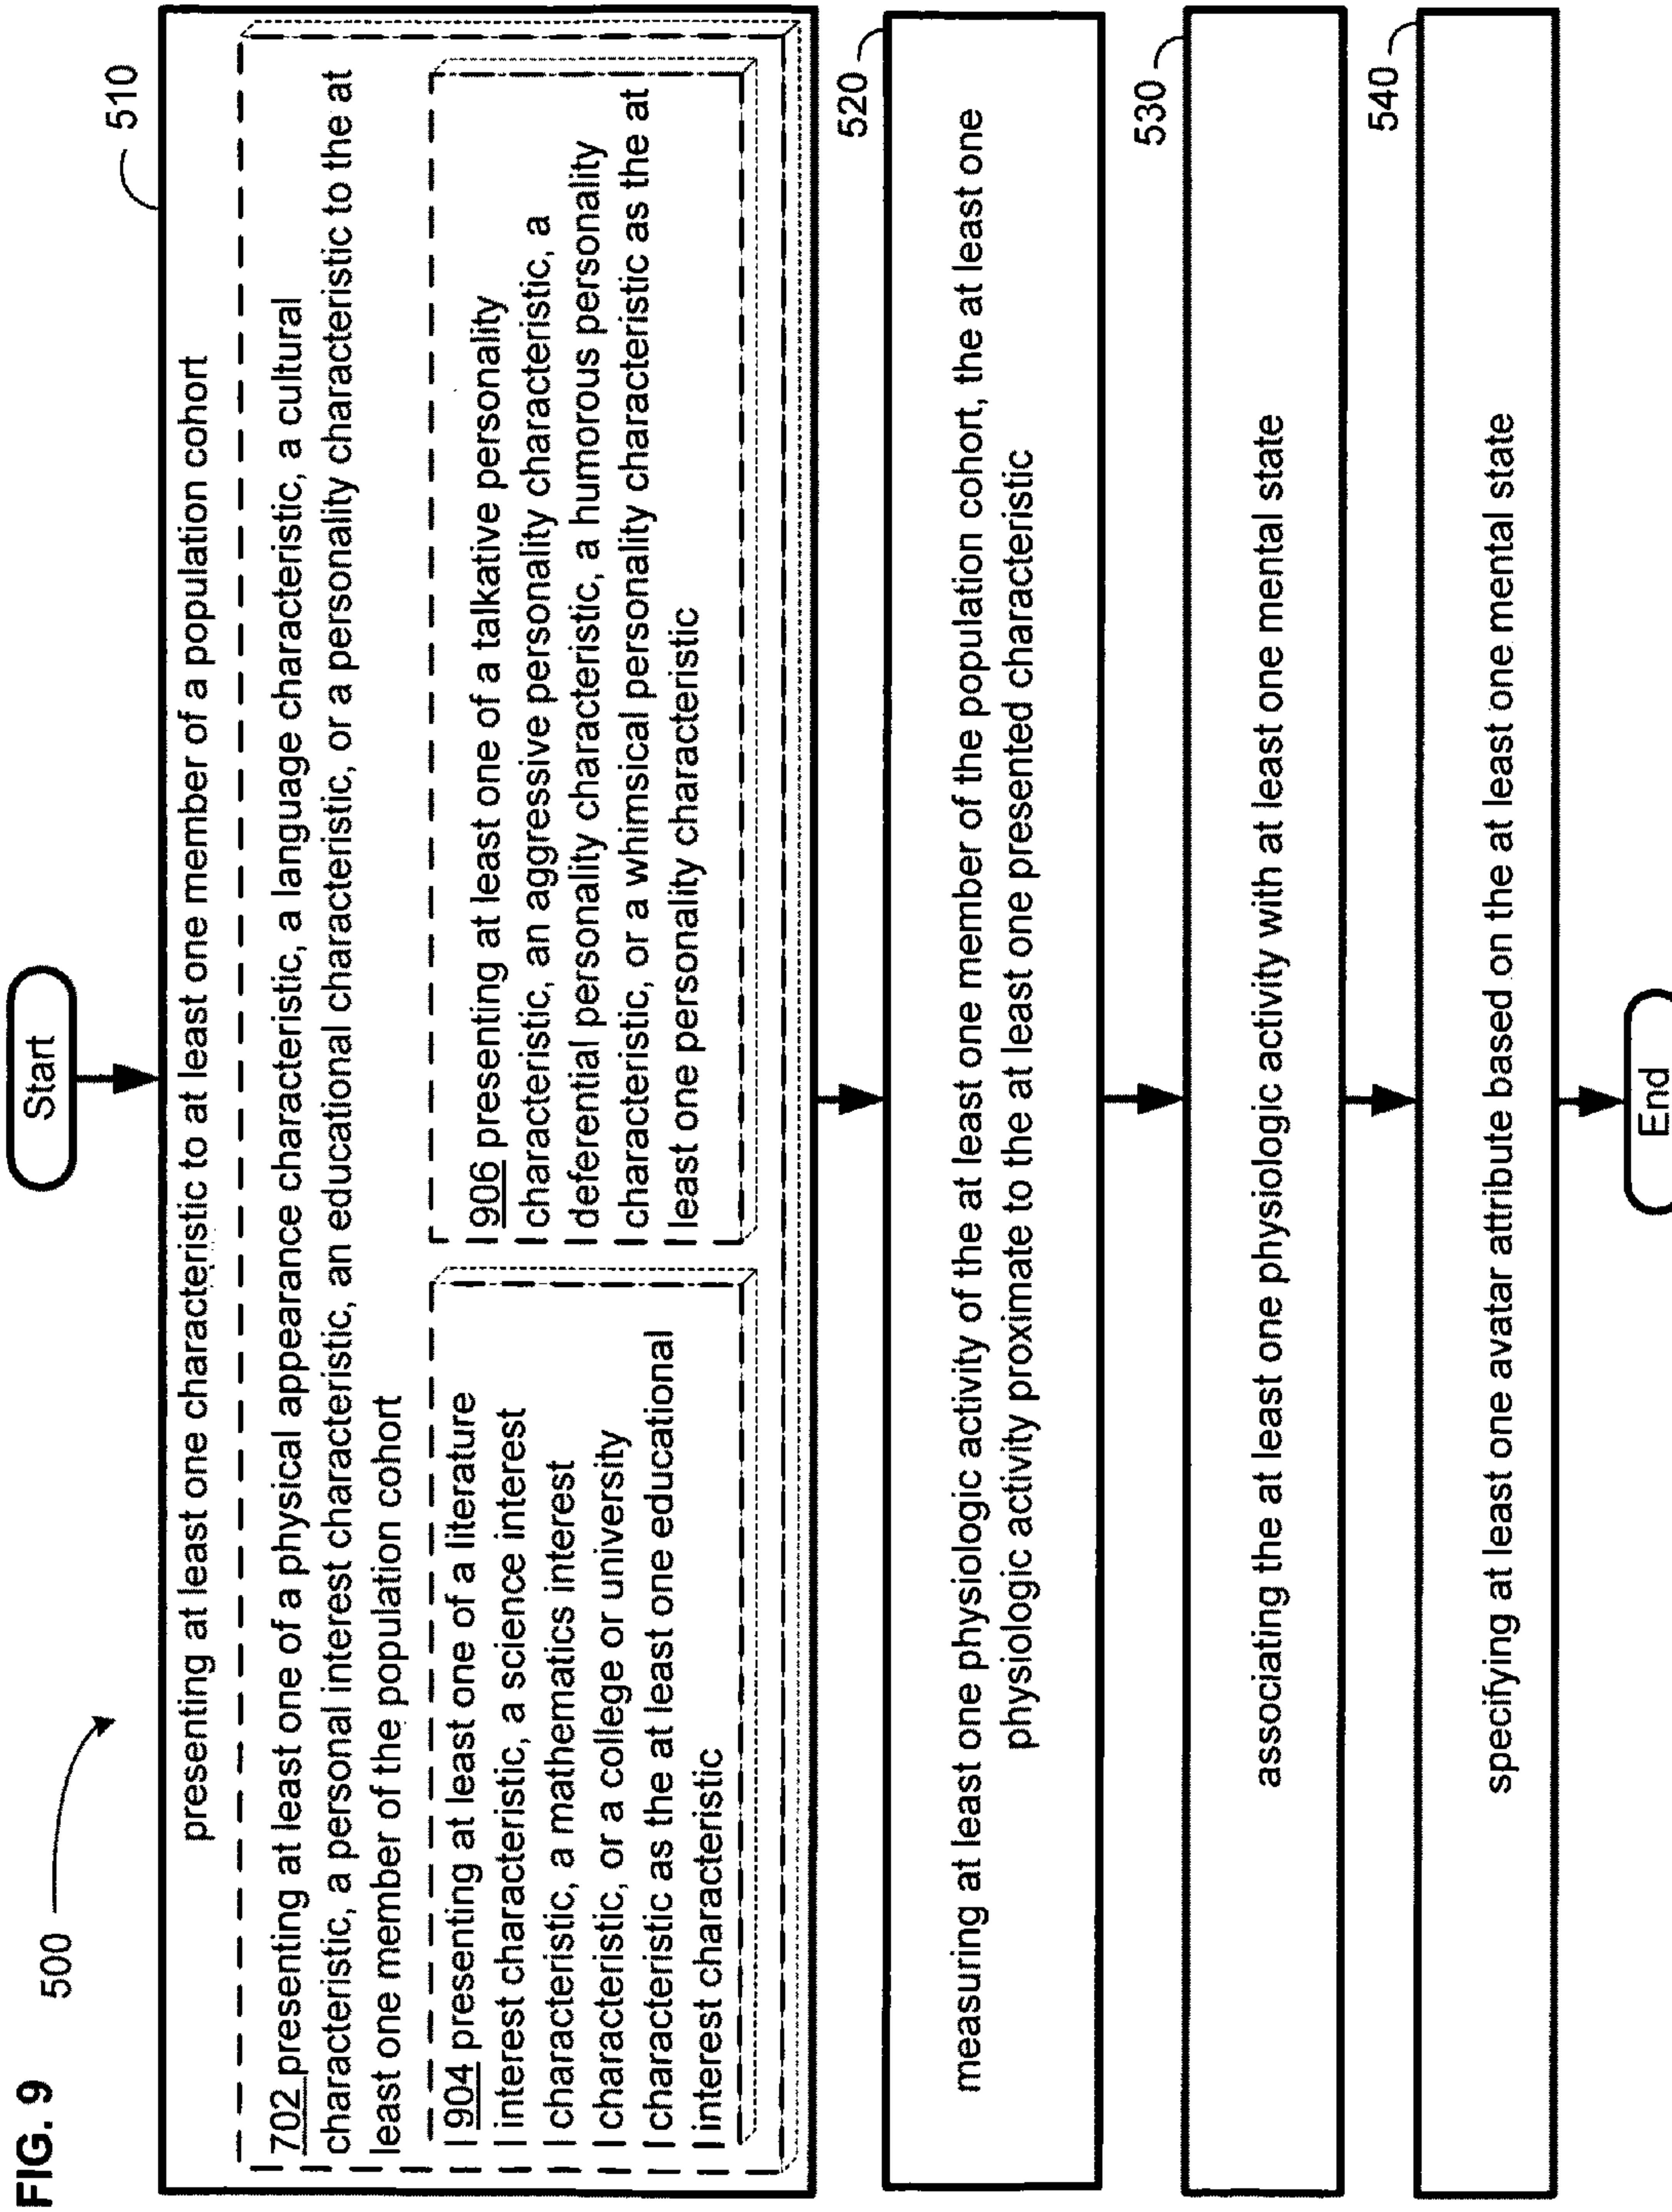 FIG. 9
500
Start
510
presenting at least one characteristic to at least one member of a population cohort
702 presenting at least one of a physical appearance characteristic, a language characteristic, a cultural
characteristic, a personal interest characteristic, an educational characteristic, or a personality characteristic to the at
least one member of the population cohort
904 presenting at least one of a literature
interest characteristic, a science interest
characteristic, a mathematics interest
characteristic, or a college or university
characteristic as the at least one educational
interest characteristic
906 presenting at least one of a talkative personality
characteristic, an aggressive personality characteristic, a
deferential personality characteristic, a humorous personality
characteristic, or a whimsical personality characteristic as the at
least one personality characteristic
520
measuring at least one physiologic activity of the at least one member of the population cohort, the at least one
physiologic activity proximate to the at least one presented characteristic
530
associating the at least one physiologic activity with at least one mental state
540
specifying at least one avatar attribute based on the at least one mental state
End